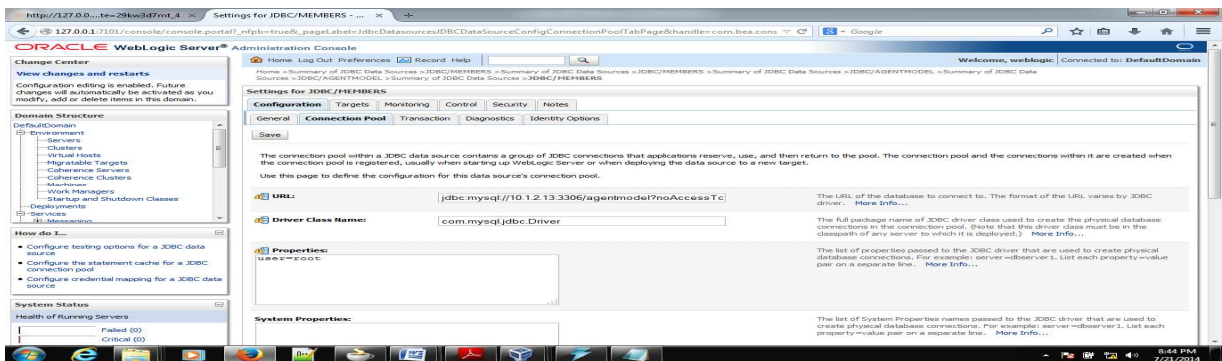 http://127.0.0....te=29kw3d7mt_4
Settings for JDBC/MEMBERS - ...
127.0.0.1:7101/console/console.portal?_nfpb=true&_pageLabel=JdbcDatasourcesJDBCDataSourceConfigConnectionPoolTabPage&handle=com.bea.cons
Google
ORACLE WebLogic Server® Administration Console
Change Center
View changes and restarts
Configuration editing is enabled. Future
changes will automatically be activated as you
modify, add or delete items in this domain.
Domain Structure
DefaultDomain
Environment
Servers
Clusters
Virtual Hosts
Migratable Targets
Coherence Servers
Coherence Clusters
Machines
Work Managers
Startup and Shutdown Classes
Deployments
Services
Messaging
How do I...
Configure testing options for a JDBC data
source
Configure the statement cache for a JDBC
connection pool
Configure credential mapping for a JDBC data
source
System Status
Health of Running Servers
Failed (0)
Critical (0)
Home Log Out Preferences Record Help
Welcome, weblogic Connected to: DefaultDomain
Home >Summary of JDBC Data Sources >JDBC/MEMBERS >Summary of JDBC Data Sources >JDBC/MEMBERS >Summary of JDBC Data Sources >JDBC/AGENTMODEL >Summary of JDBC Data
Sources >JDBC/AGENTMODEL >Summary of JDBC Data Sources >JDBC/MEMBERS
Settings for JDBC/MEMBERS
Configuration Targets Monitoring Control Security Notes
General Connection Pool Transaction Diagnostics Identity Options
Save
The connection pool within a JDBC data source contains a group of JDBC connections that applications reserve, use, and then return to the pool. The connection pool and the connections within it are created when
the connection pool is registered, usually when starting up WebLogic Server or when deploying the data source to a new target.
Use this page to define the configuration for this data source's connection pool.
URL:
jdbc:mysql://10.1.2.13:3306/agentmodel?noAccessTo
The URL of the database to connect to. The format of the URL varies by JDBC
driver. More Info...
Driver Class Name:
com.mysql.jdbc.Driver
The full package name of JDBC driver class used to create the physical database
connections in the connection pool. (Note that this driver class must be in the
classpath of any server to which it is deployed.) More Info...
Properties:
user=root
The list of properties passed to the JDBC driver that are used to create physical
database connections. For example: server=dbserver1. List each property=value
pair on a separate line. More Info...
System Properties:
The list of System Properties names passed to the JDBC driver that are used to
create physical database connections. For example: server=dbserver1. List each
property=value pair on a separate line. More Info...
8:44 PM
7/21/2014